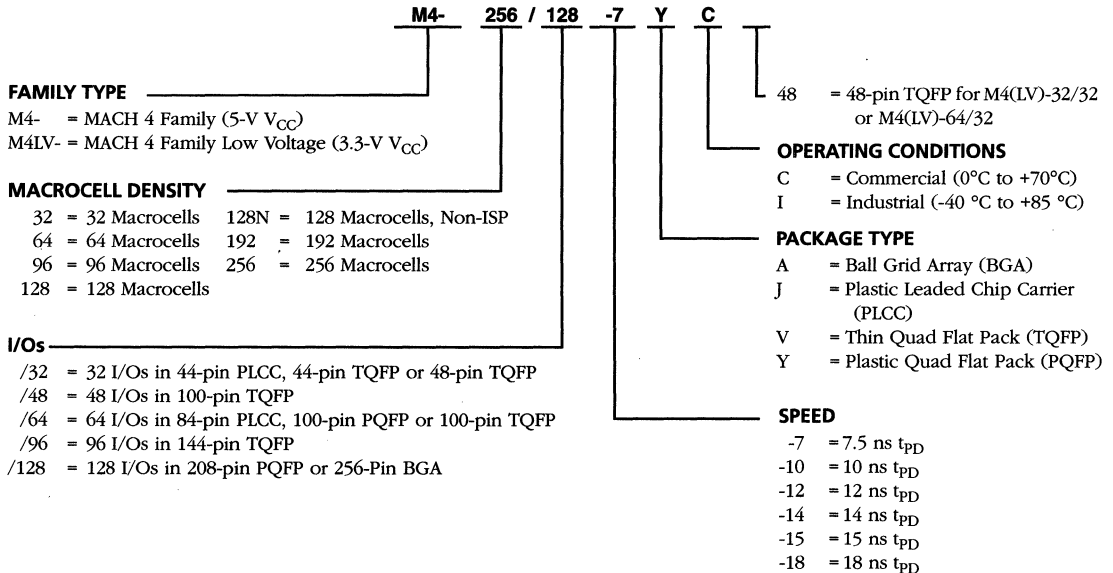 M4- 256 / 128 -7 Y C
FAMILY TYPE
M4- = MACH 4 Family (5-V VCC)
M4LV- = MACH 4 Family Low Voltage (3.3-V VCC)
MACROCELL DENSITY
32 = 32 Macrocells 128N = 128 Macrocells, Non-ISP
64 = 64 Macrocells 192 = 192 Macrocells
96 = 96 Macrocells 256 = 256 Macrocells
128 = 128 Macrocells
I/Os
/32 = 32 I/Os in 44-pin PLCC, 44-pin TQFP or 48-pin TQFP
/48 = 48 I/Os in 100-pin TQFP
/64 = 64 I/Os in 84-pin PLCC, 100-pin PQFP or 100-pin TQFP
/96 = 96 I/Os in 144-pin TQFP
/128 = 128 I/Os in 208-pin PQFP or 256-Pin BGA
48 = 48-pin TQFP for M4(LV)-32/32
or M4(LV)-64/32
OPERATING CONDITIONS
C = Commercial (0°C to +70°C)
I = Industrial (-40 °C to +85 °C)
PACKAGE TYPE
A = Ball Grid Array (BGA)
J = Plastic Leaded Chip Carrier
(PLCC)
V = Thin Quad Flat Pack (TQFP)
Y = Plastic Quad Flat Pack (PQFP)
SPEED
-7 = 7.5 ns tPD
-10 = 10 ns tPD
-12 = 12 ns tPD
-14 = 14 ns tPD
-15 = 15 ns tPD
-18 = 18 ns tPD